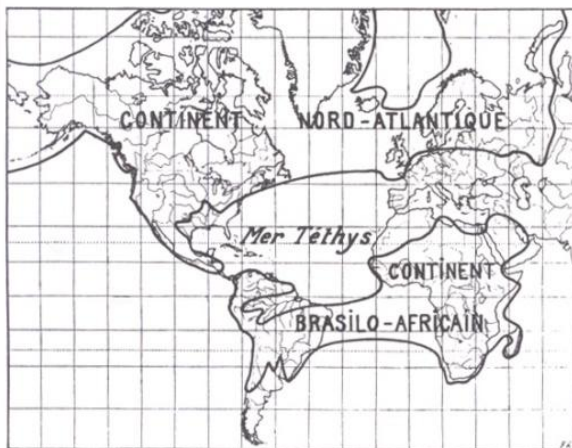 CONTINENT NORD-ATLANTIQUE
Mer Téthys
CONTINENT
BRASILO-AFRICAIN